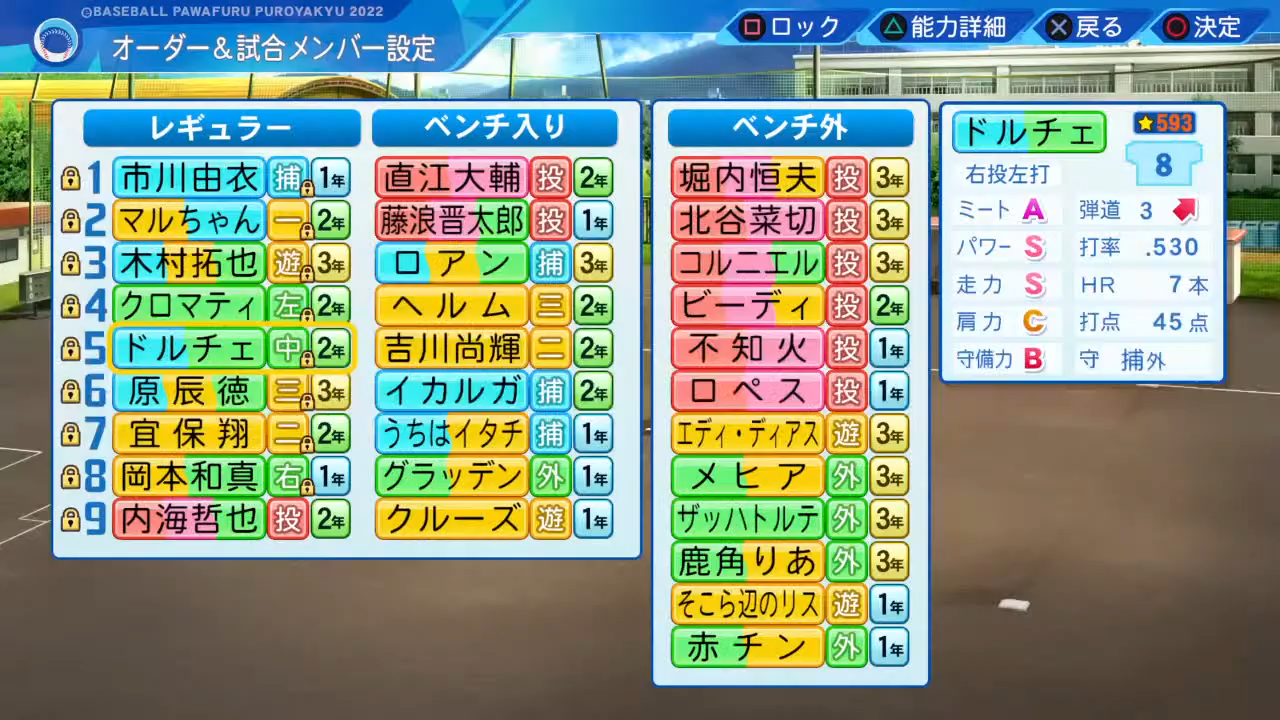 ©BASEBALL PAWAFURU PUROYAKYU 2022
オーダー＆試合メンバー設定
ロック 能力詳細 戻る 決定
レギュラー
1 市川由衣 捕 1年
2 マルちゃん 一 2年
3 木村拓也 遊 3年
4 クロマティ 左 2年
5 ドルチェ 中 2年
6 原辰徳 三 3年
7 宜保翔 二 2年
8 岡本和真 右 1年
9 内海哲也 投 2年
ベンチ入り
直江大輔 投 2年
藤浪晋太郎 投 1年
ロアン 捕 3年
ヘルム 三 2年
吉川尚輝 二 2年
イカルガ 捕 2年
うちはイタチ 捕 1年
グラッデン 外 1年
クルーズ 遊 1年
ベンチ外
堀内恒夫 投 3年
北谷菜切 投 3年
コルニエル 投 3年
ビーディ 投 2年
不知火 投 1年
ロペス 投 1年
エディ・ディアス 遊 3年
メヒア 外 3年
ザッハトルテ 外 3年
鹿角りあ 外 3年
そこら辺のリス 遊 1年
赤チン 外 1年
ドルチェ ★593
右投左打 8
ミート A 弾道 3
パワー S 打率 .530
走力 S HR 7本
肩力 C 打点 45点
守備力 B 守 捕外